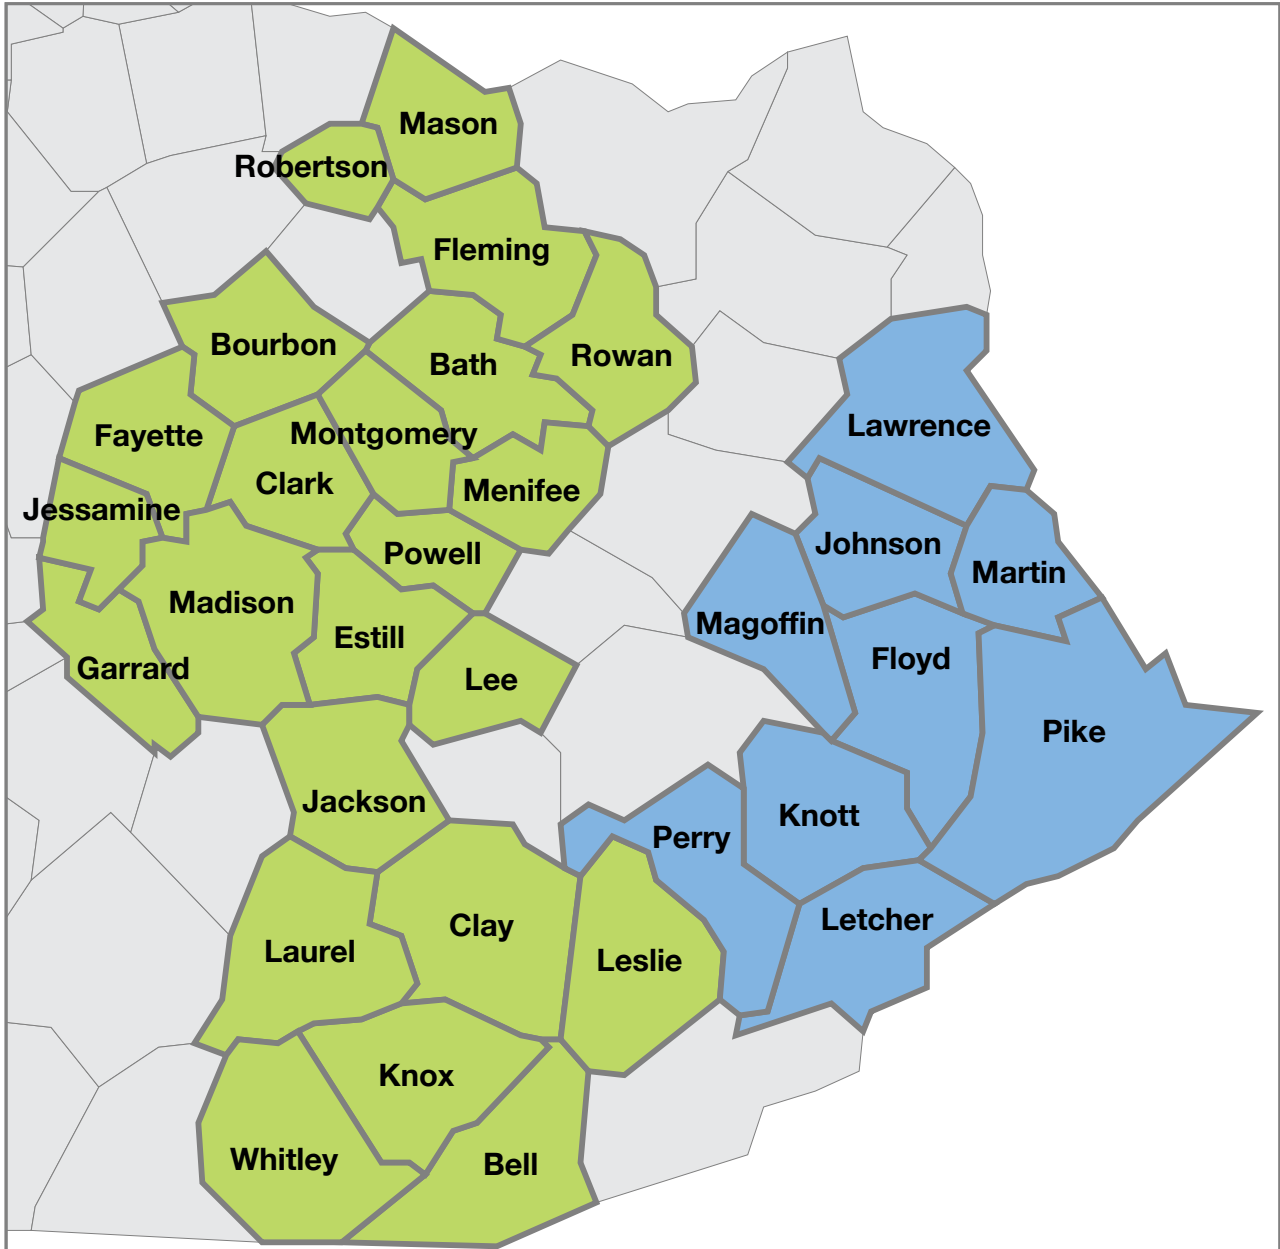 Mason
Robertson
Fleming
Bourbon
Bath
Rowan
Fayette
Montgomery
Lawrence
Clark
Menifee
Jessamine
Powell
Johnson
Martin
Madison
Magoffin
Estill
Floyd
Garrard
Lee
Pike
Jackson
Knott
Perry
Clay
Letcher
Laurel
Leslie
Knox
Whitley
Bell